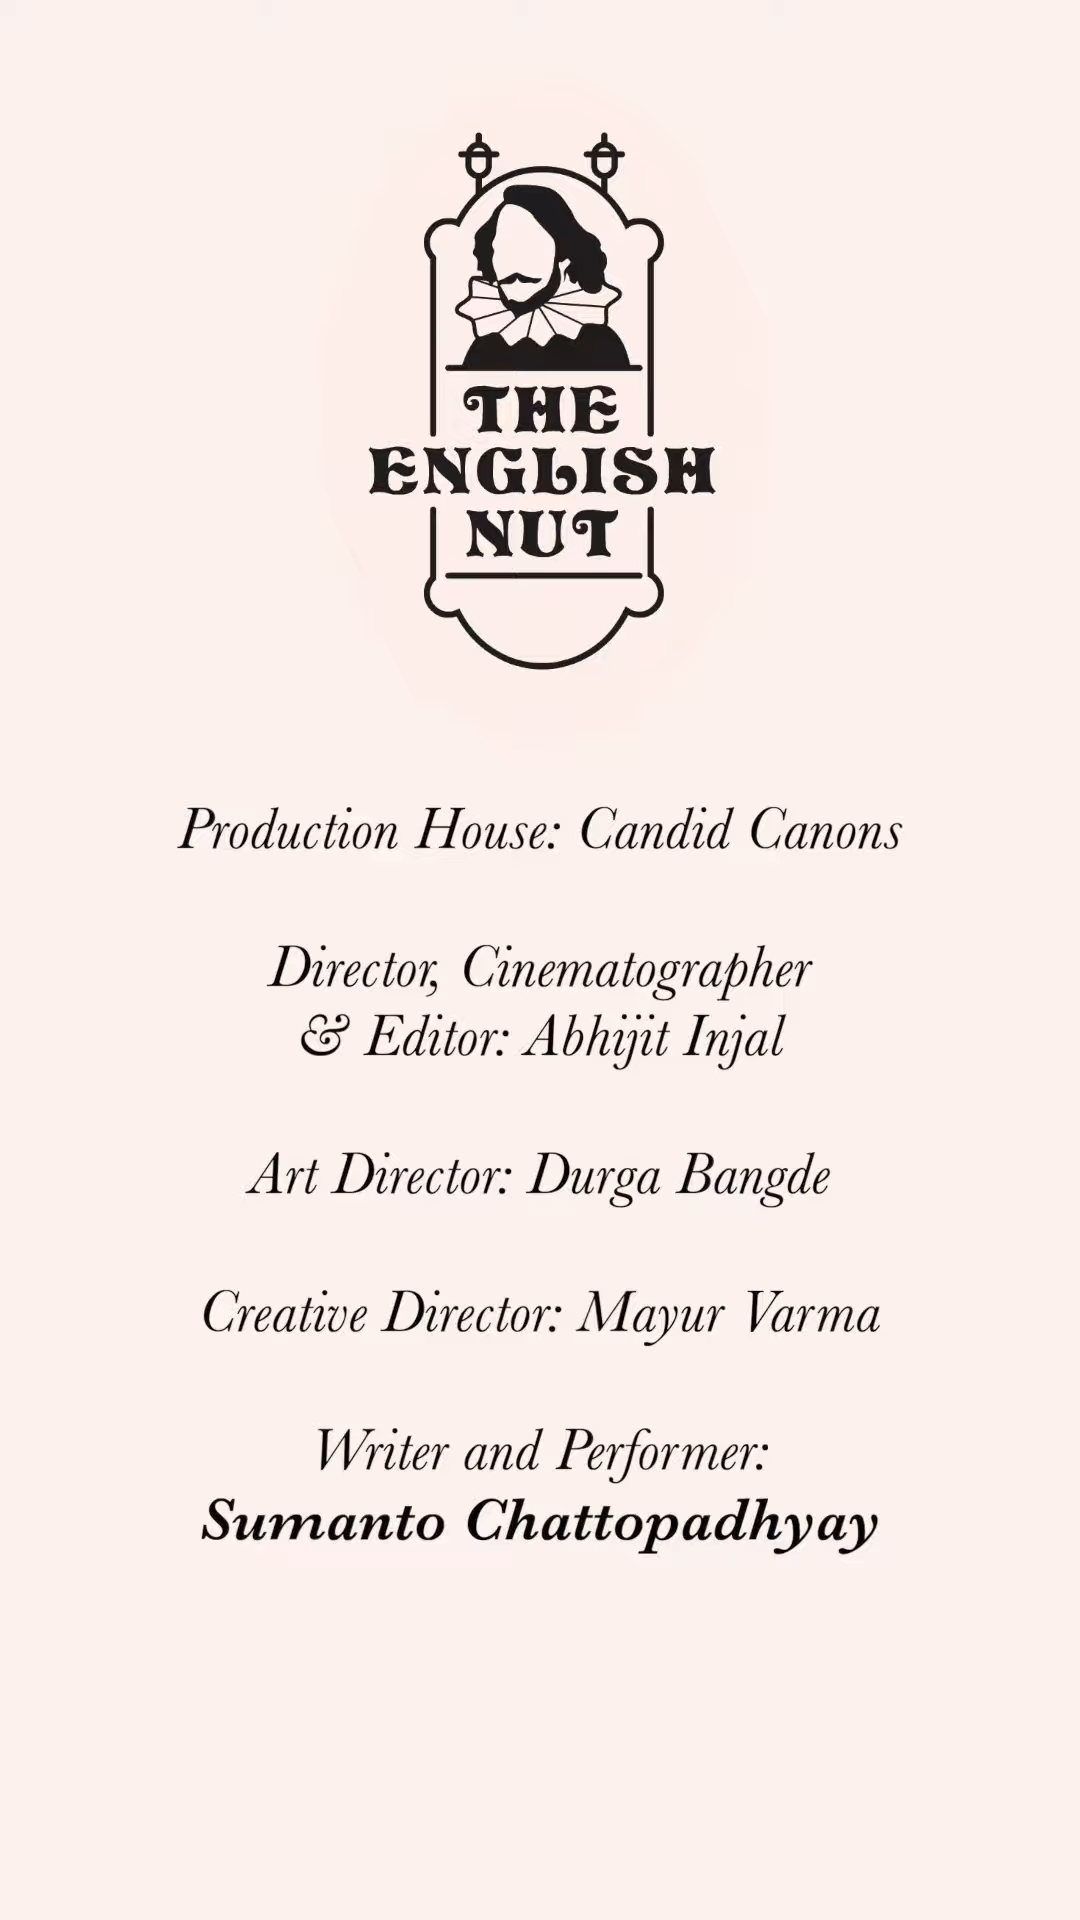 THE
ENGLISH
NUT
Production House: Candid Canons
Director, Cinematographer
& Editor: Abhijit Injal
Art Director: Durga Bangde
Creative Director: Mayur Varma
Writer and Performer:
Sumanto Chattopadhyay